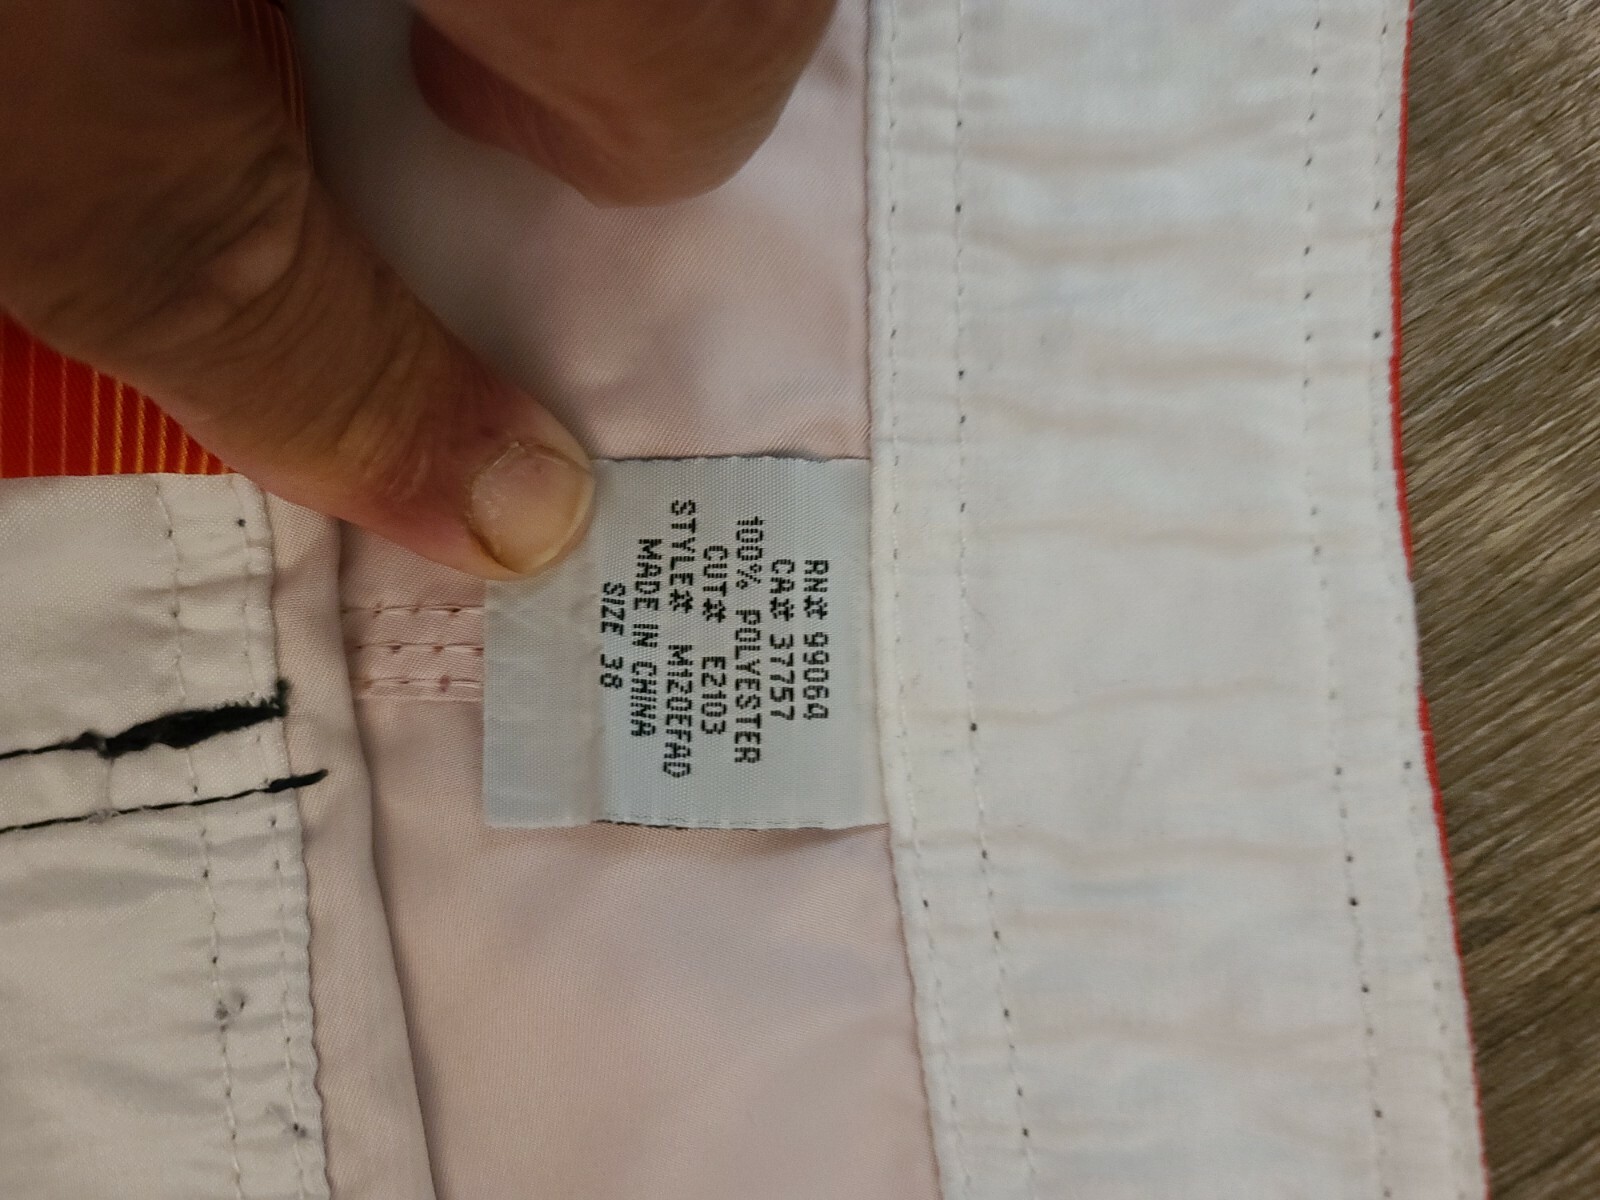 RN# 99064
CA# 37757
100% POLYESTER
CUT# E2103
STYLE# M120EFAD
MADE IN CHINA
SIZE 38